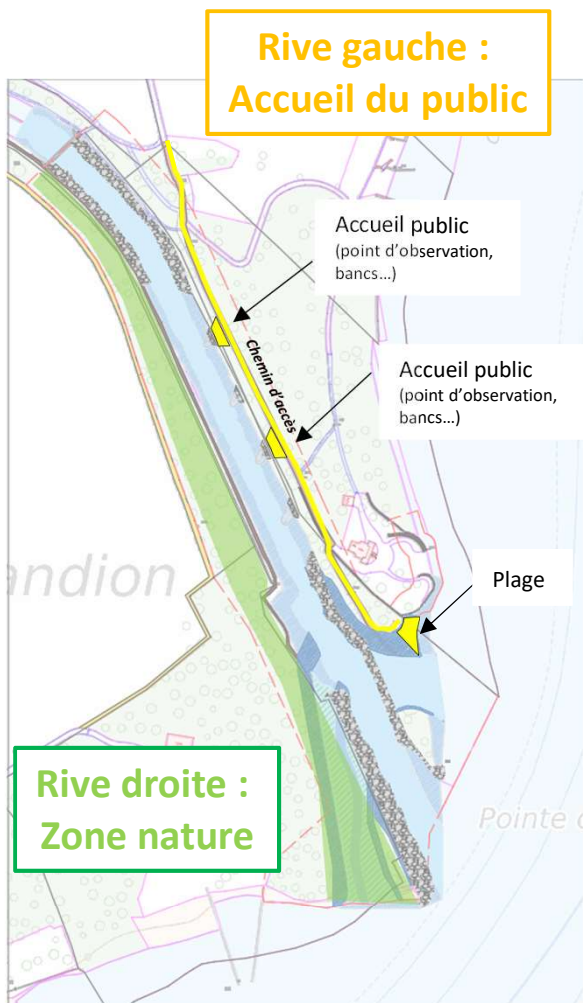 Rive gauche :
Accueil du public
Accueil public
(point d'observation,
bancs...)
Chemin d'accès
Accueil public
(point d'observation,
bancs...)
andion
Plage
Rive droite :
Zone nature
Pointe